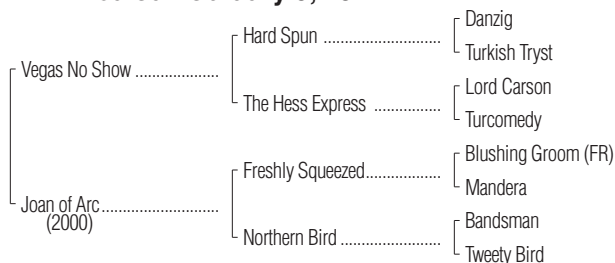 Danzig
Hard Spun ........................
Turkish Tryst
Vegas No Show .................
Lord Carson
The Hess Express ..............
Turcomedy
Blushing Groom (FR)
Freshly Squeezed...............
Mandera
Joan of Arc........................
(2000)
Bandsman
Northern Bird ....................
Tweety Bird